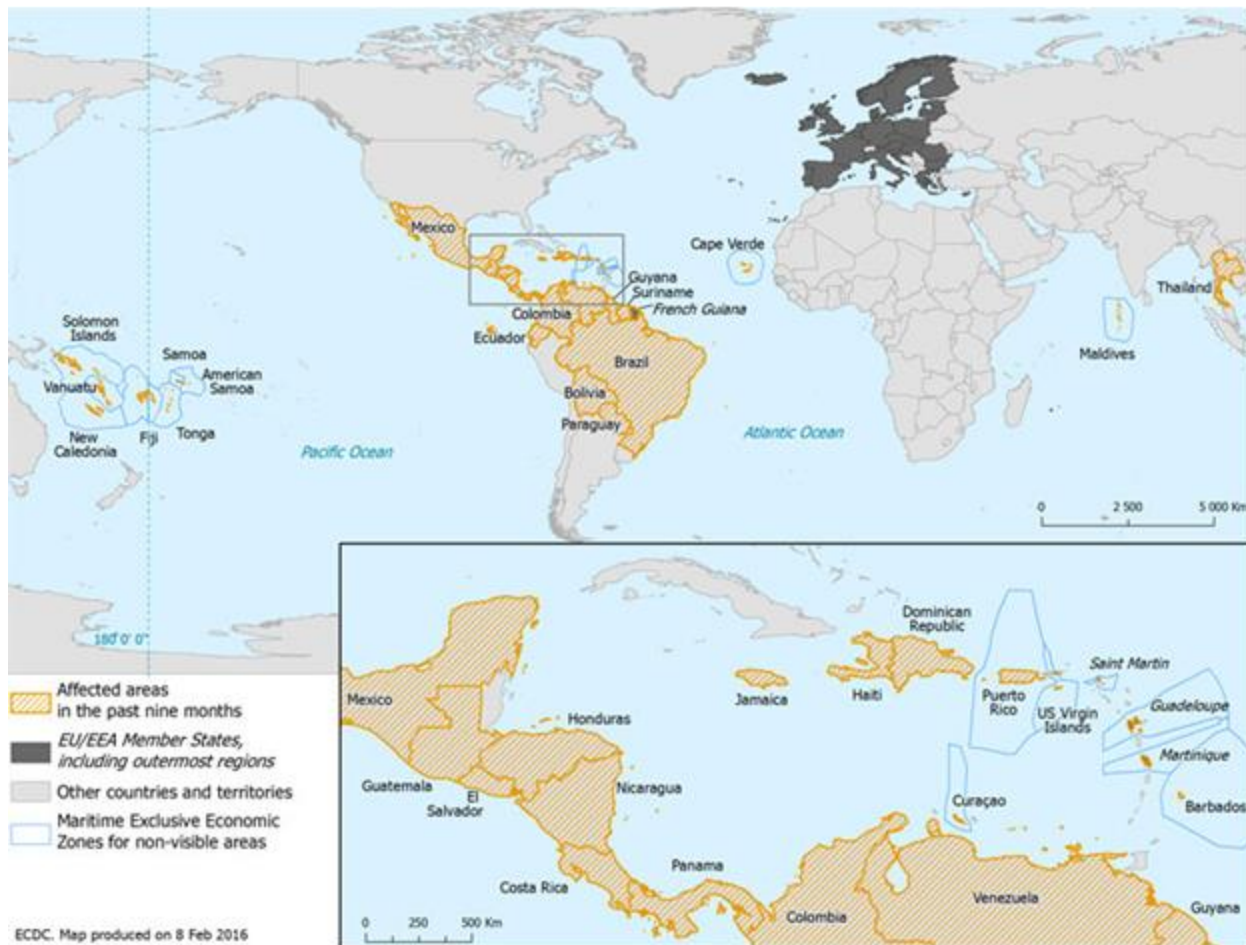 Mexico
Cape Verde
Guyana
Suriname
French Guiana
Colombia
Ecuador
Brazil
Bolivia
Paraguay
Thailand
Maldives
Solomon
Islands
Samoa
American
Samoa
Vanuatu
New
Caledonia
Fiji
Tonga
Pacific Ocean
Atlantic Ocean
0 2 500 5 000 Km
180° 0' 0"
Affected areas
in the past nine months
EU/EEA Member States,
including outermost regions
Other countries and territories
Maritime Exclusive Economic
Zones for non-visible areas
ECDC. Map produced on 8 Feb 2016
Dominican
Republic
Saint Martin
Mexico
Jamaica
Haiti
Puerto
Rico
US Virgin
Islands
Guadeloupe
Honduras
Martinique
Guatemala
El
Salvador
Nicaragua
Curaçao
Barbados
Panama
Costa Rica
Venezuela
Colombia
Guyana
0 250 500 Km